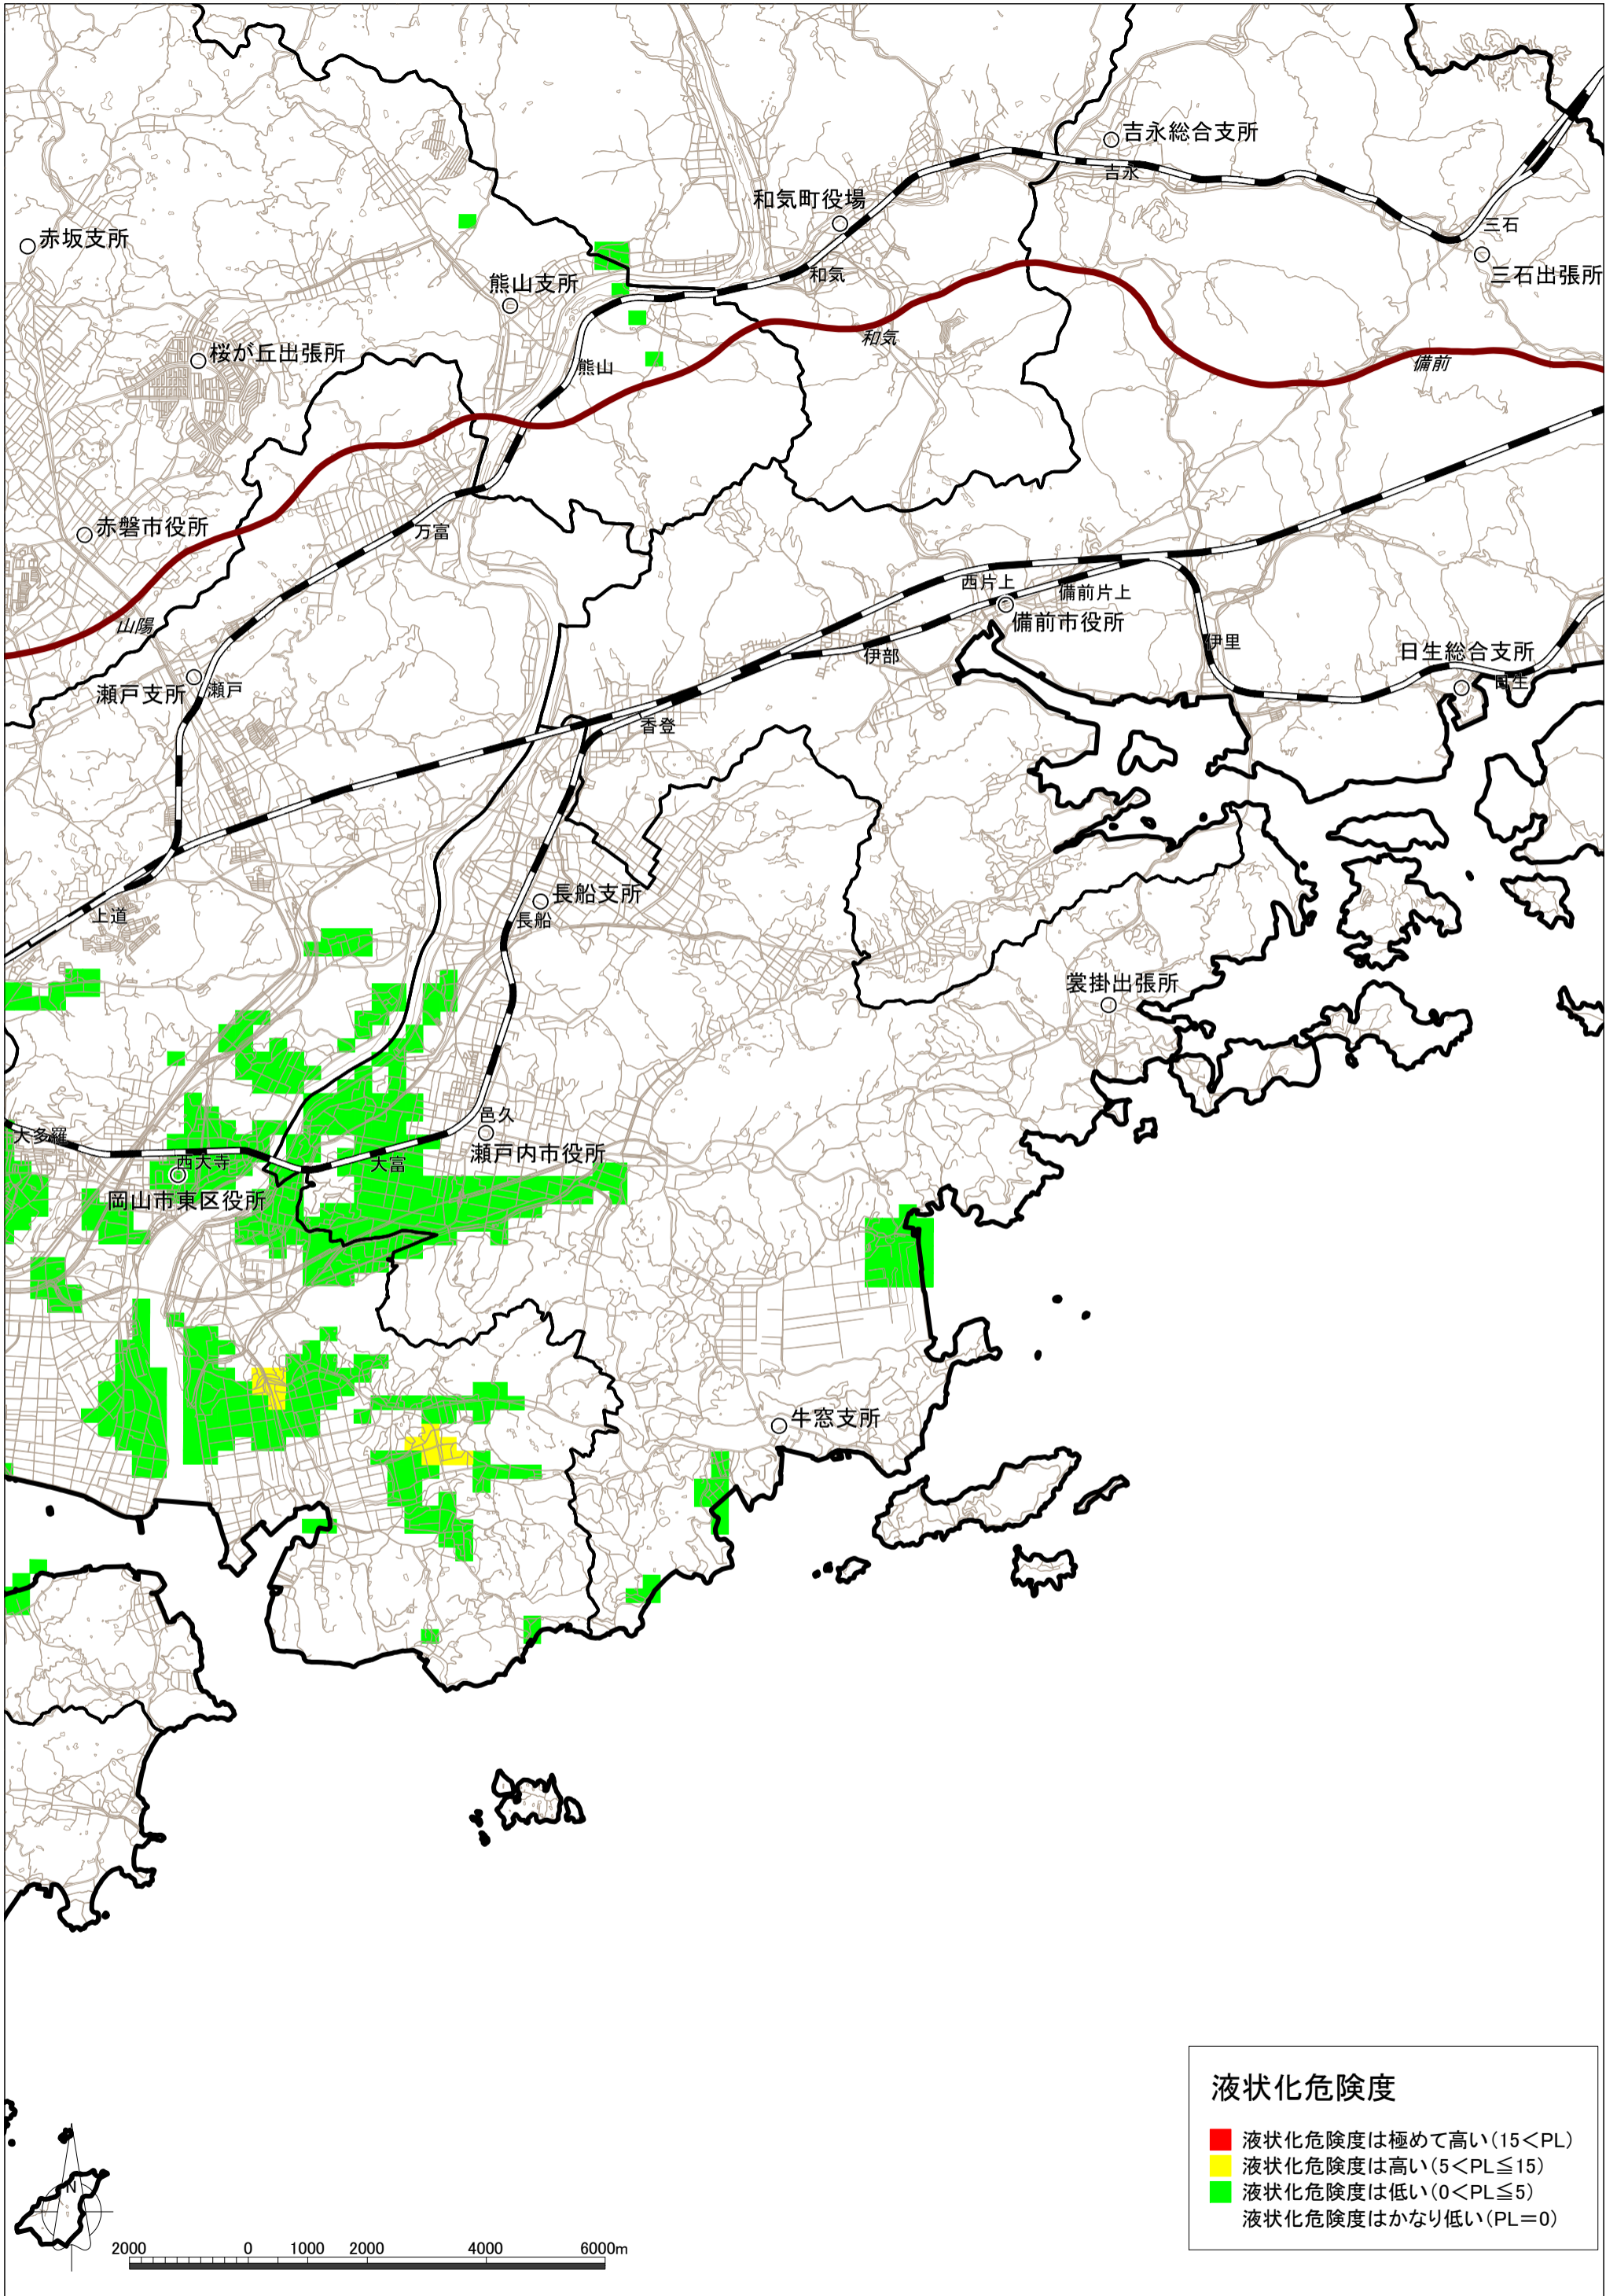 吉永総合支所
吉永
和気町役場
三石
赤坂支所
三石出張所
和気
熊山支所
和気
桜が丘出張所
備前
熊山
赤磐市役所
万富
西片上
備前片上
備前市役所
山陽
伊里
伊部
日生総合支所
日生
瀬戸支所
瀬戸
香登
長船支所
上道
長船
裳掛出張所
邑久
大多羅
瀬戸内市役所
西大寺
大富
岡山市東区役所
牛窓支所
液状化危険度
液状化危険度は極めて高い(15<PL)
液状化危険度は高い(5<PL≦15)
液状化危険度は低い(0<PL≦5)
液状化危険度はかなり低い(PL=0)
N
2000 0 1000 2000 4000 6000m